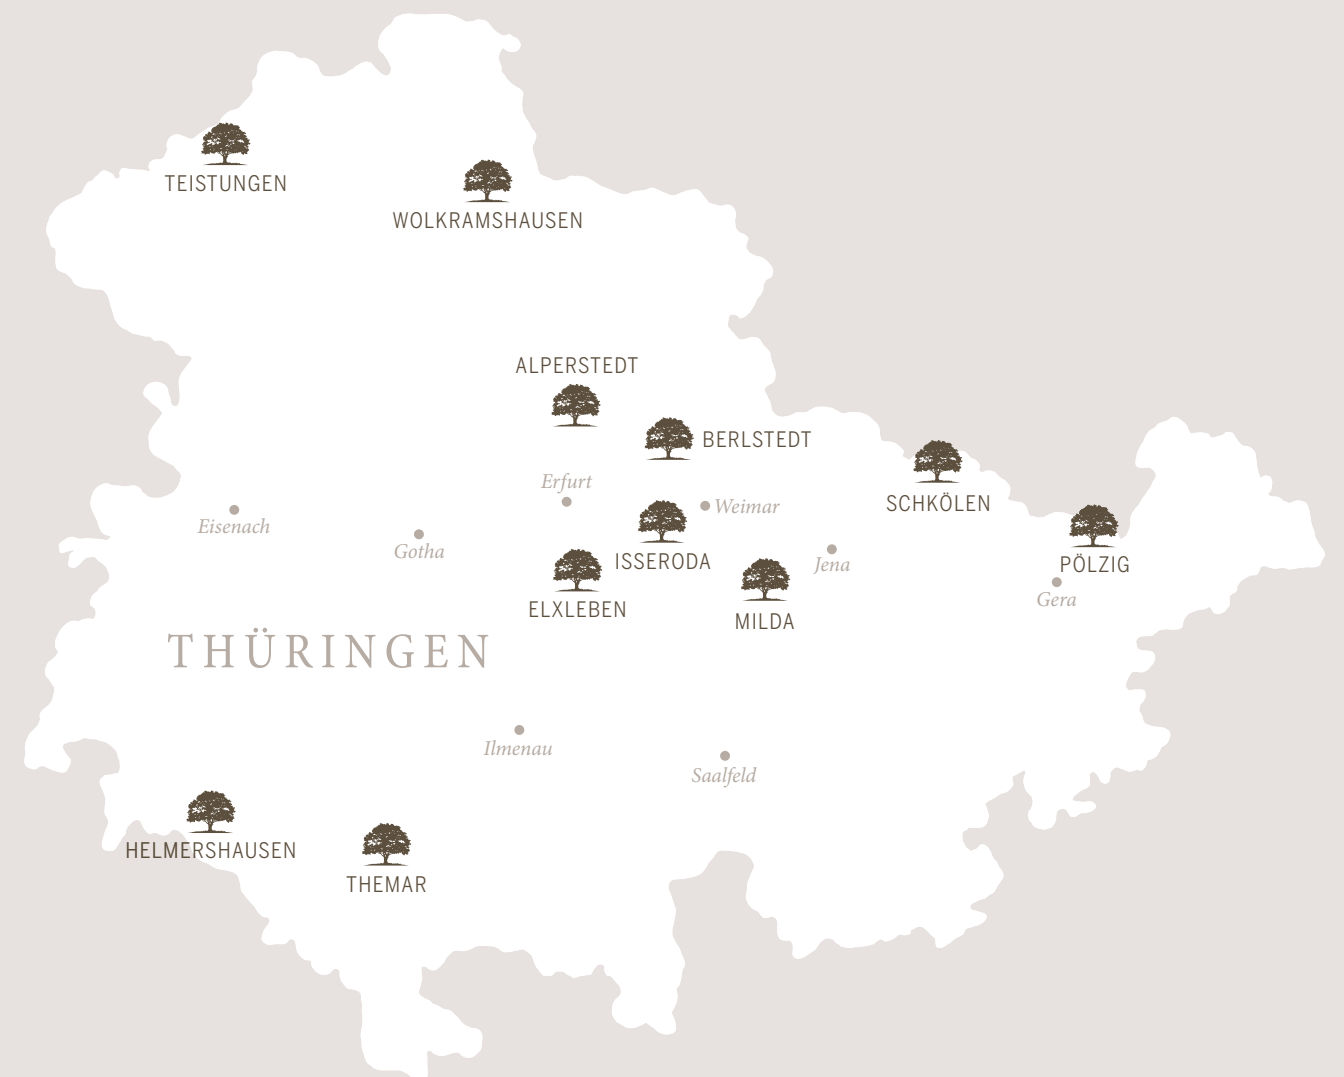 TEISTUNGEN
WOLKRAMSHAUSEN
ALPERSTEDT
BERLSTEDT
Erfurt
SCHKÖLEN
Weimar
Eisenach
Gotha
ISSERODA
Jena
PÖLZIG
Gera
ELXLEBEN
MILDA
THÜRINGEN
Ilmenau
Saalfeld
HELMERSHAUSEN
THEMAR